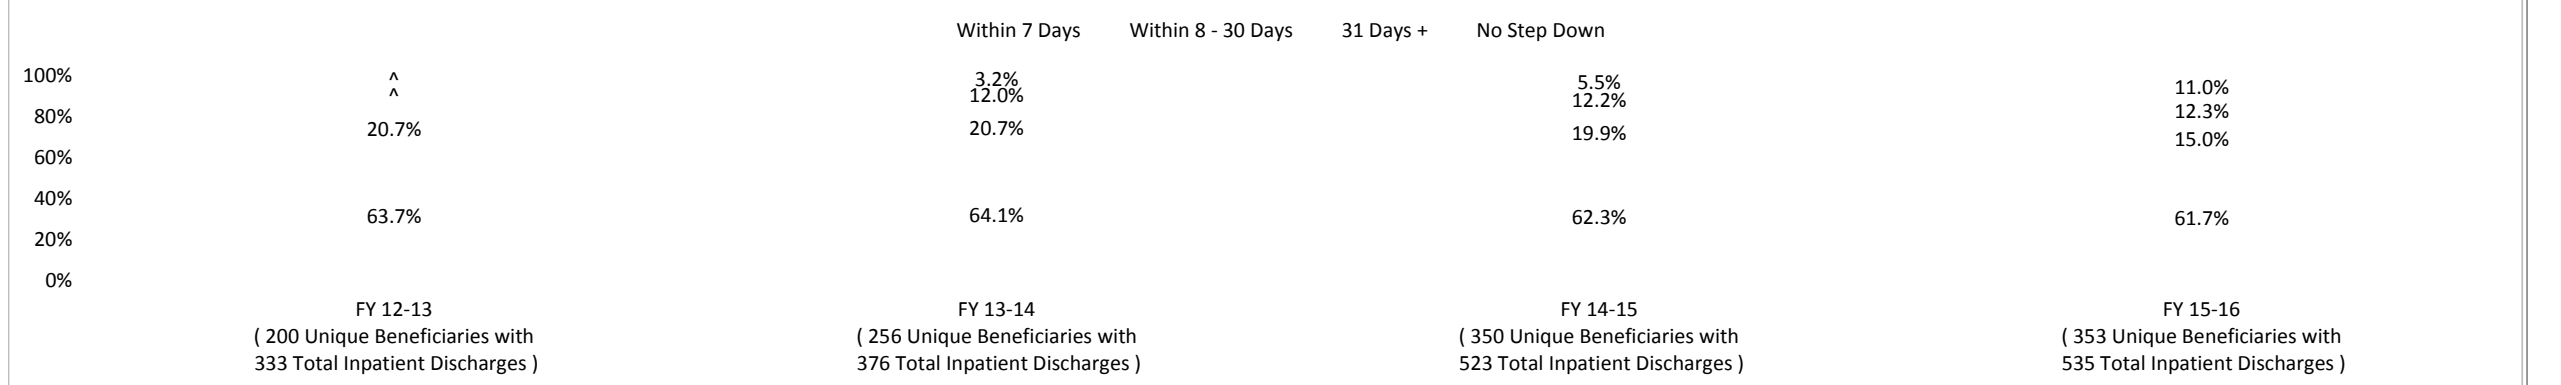 Within 7 Days Within 8 - 30 Days 31 Days + No Step Down
100%
80%
60%
40%
20%
0%
^
^
20.7%
63.7%
3.2%
12.0%
20.7%
64.1%
5.5%
12.2%
19.9%
62.3%
11.0%
12.3%
15.0%
61.7%
FY 12-13
( 200 Unique Beneficiaries with
333 Total Inpatient Discharges )
FY 13-14
( 256 Unique Beneficiaries with
376 Total Inpatient Discharges )
FY 14-15
( 350 Unique Beneficiaries with
523 Total Inpatient Discharges )
FY 15-16
( 353 Unique Beneficiaries with
535 Total Inpatient Discharges )